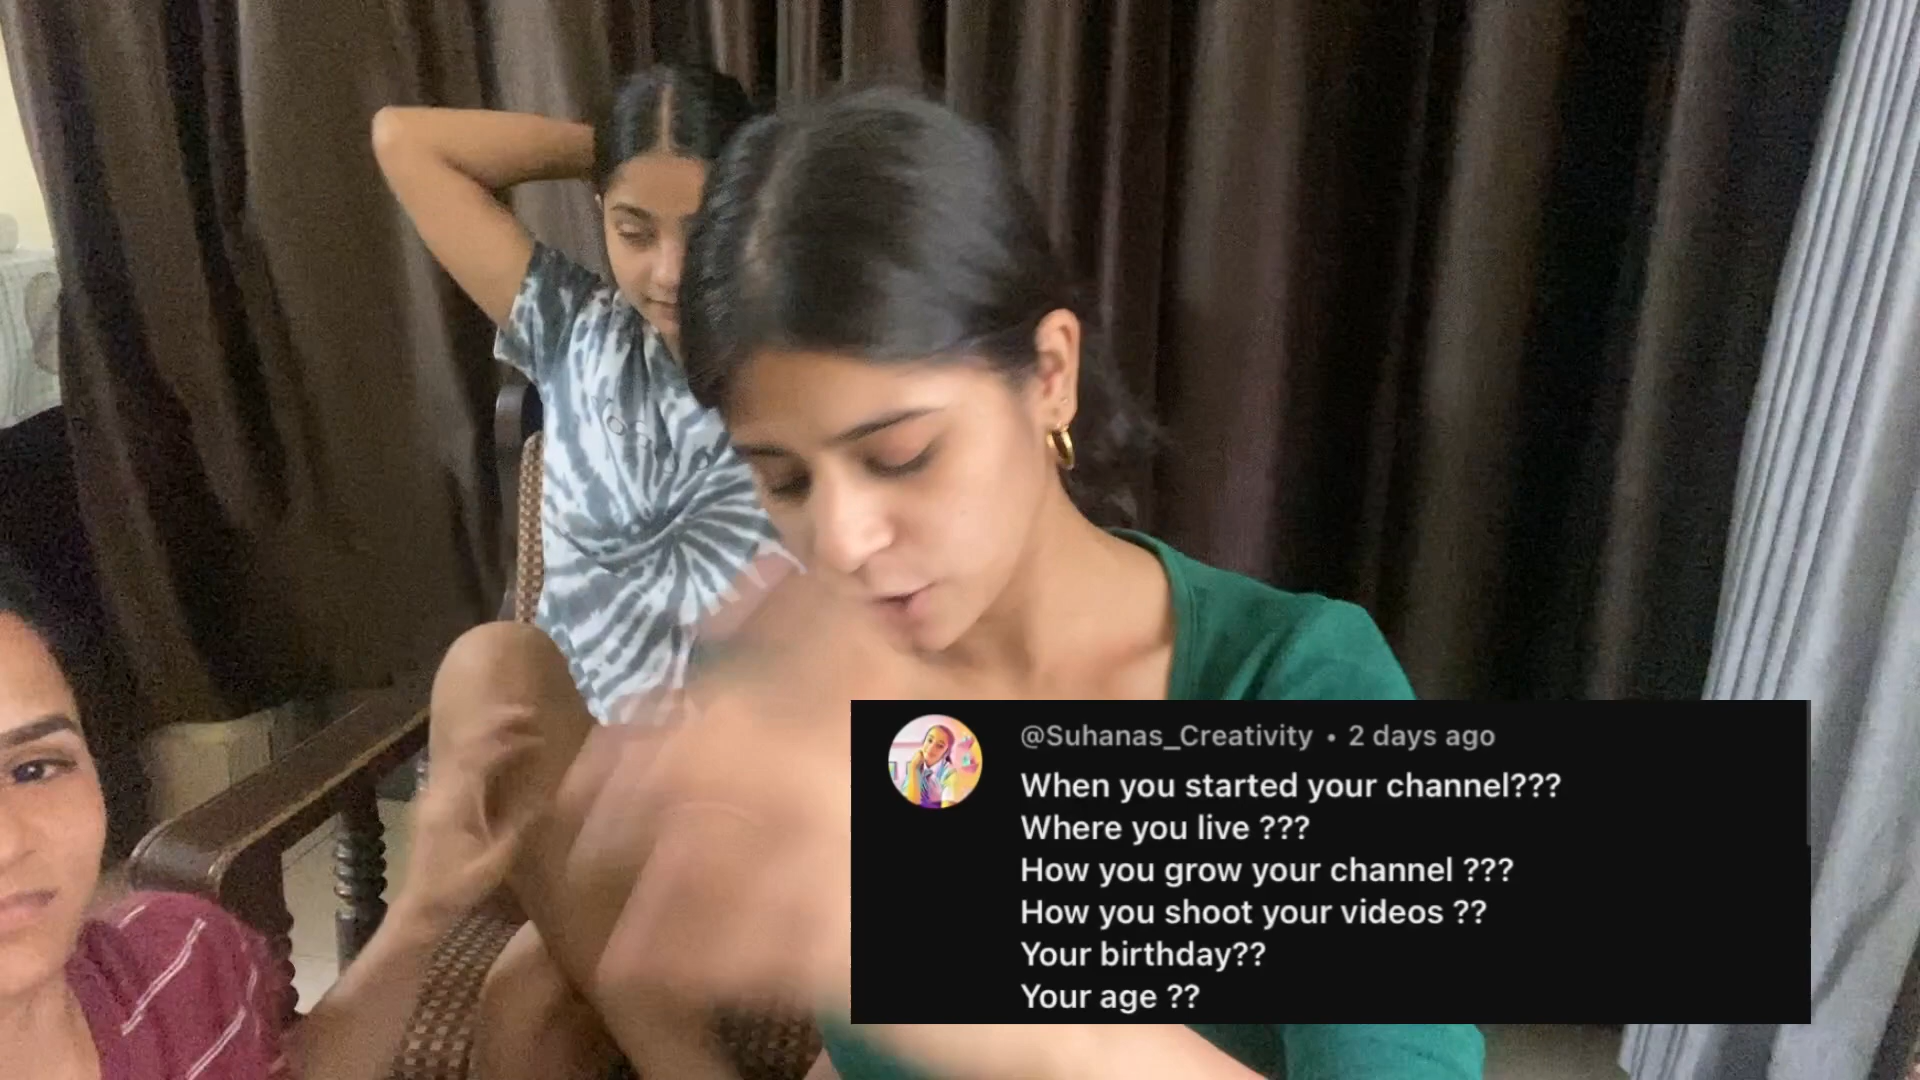 @Suhanas_Creativity • 2 days ago
When you started your channel???
Where you live ???
How you grow your channel ???
How you shoot your videos ??
Your birthday??
Your age ??